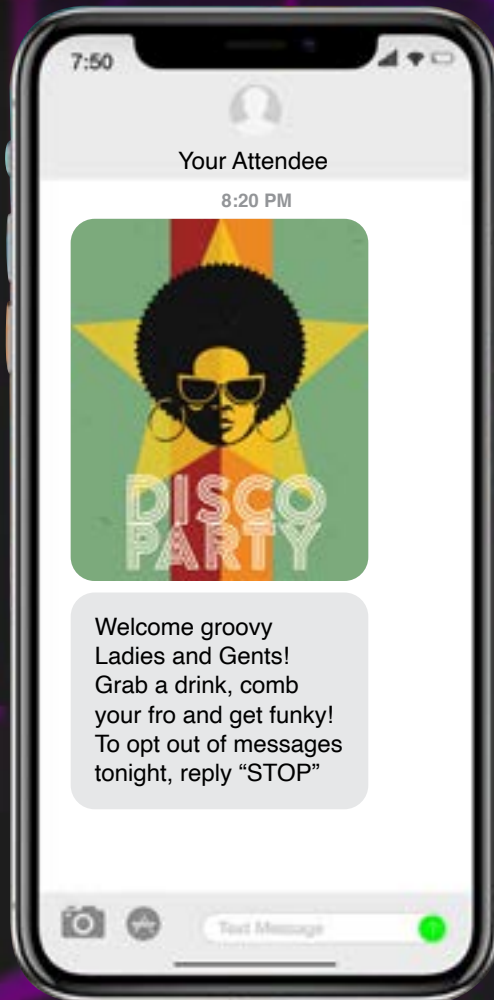 7:50
Your Attendee
8:20 PM
DISCO
PARTY
Welcome groovy
Ladies and Gents!
Grab a drink, comb
your fro and get funky!
To opt out of messages
tonight, reply “STOP”
Text Message